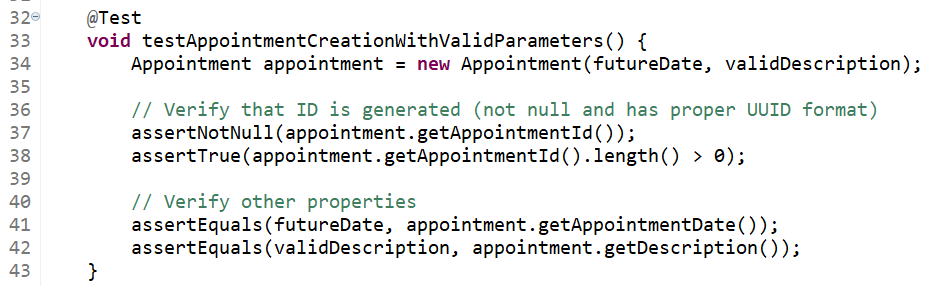 32 @Test
33 void testAppointmentCreationWithValidParameters() {
34 Appointment appointment = new Appointment(futureDate, validDescription);
35
36 // Verify that ID is generated (not null and has proper UUID format)
37 assertNotNull(appointment.getAppointmentId());
38 assertTrue(appointment.getAppointmentId().length() > 0);
39
40 // Verify other properties
41 assertEquals(futureDate, appointment.getAppointmentDate());
42 assertEquals(validDescription, appointment.getDescription());
43 }